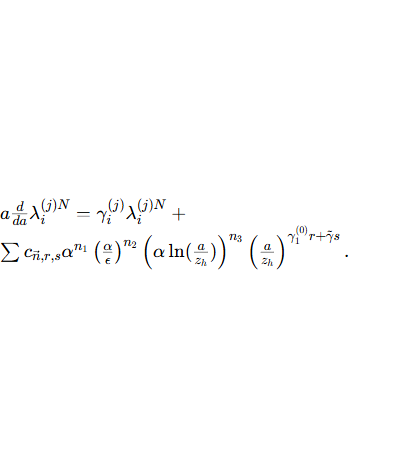 $a\frac{d}{da}\lambda_i^{(j)N} = \gamma_i^{(j)}\lambda_i^{(j)N} +$
$\sum c_{\vec{n},r,s}\alpha^{n_1}\left(\frac{\alpha}{\epsilon}\right)^{n_2}\left(\alpha\ln(\frac{a}{z_h})\right)^{n_3}\left(\frac{a}{z_h}\right)^{\gamma_1^{(0)}r+\tilde{\gamma}s}.$